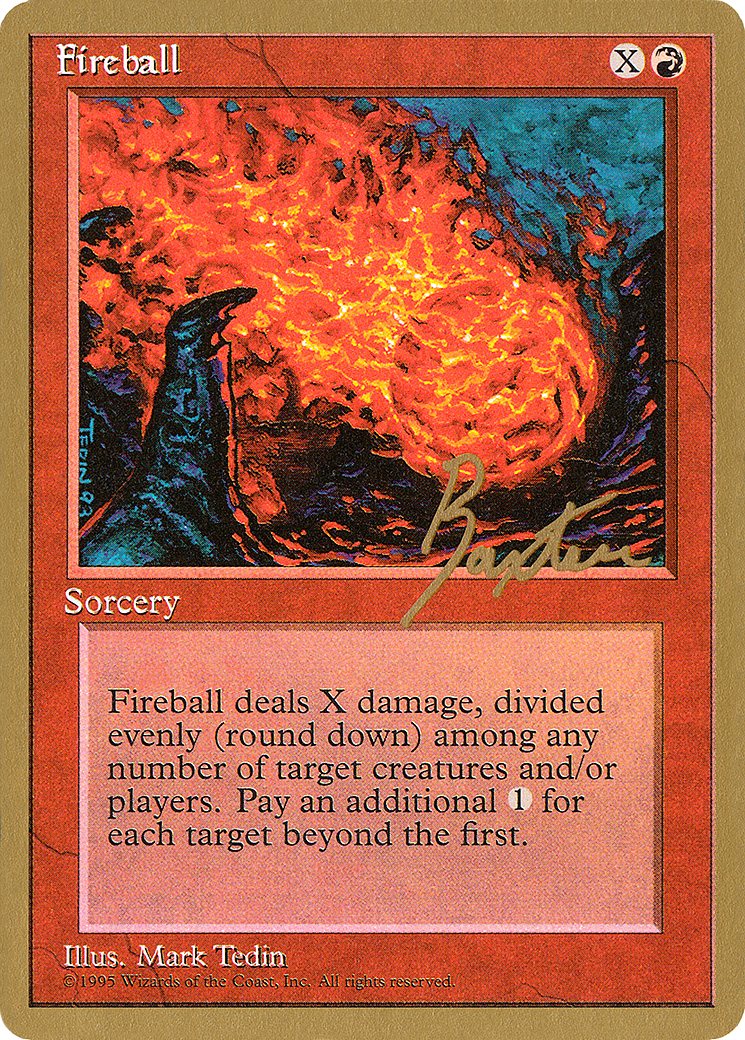 Fireball X
TEDIN 93
Baxter
Sorcery
Fireball deals X damage, divided
evenly (round down) among any
number of target creatures and/or
players. Pay an additional 1 for
each target beyond the first.
Illus. Mark Tedin
©1995 Wizards of the Coast, Inc. All rights reserved.